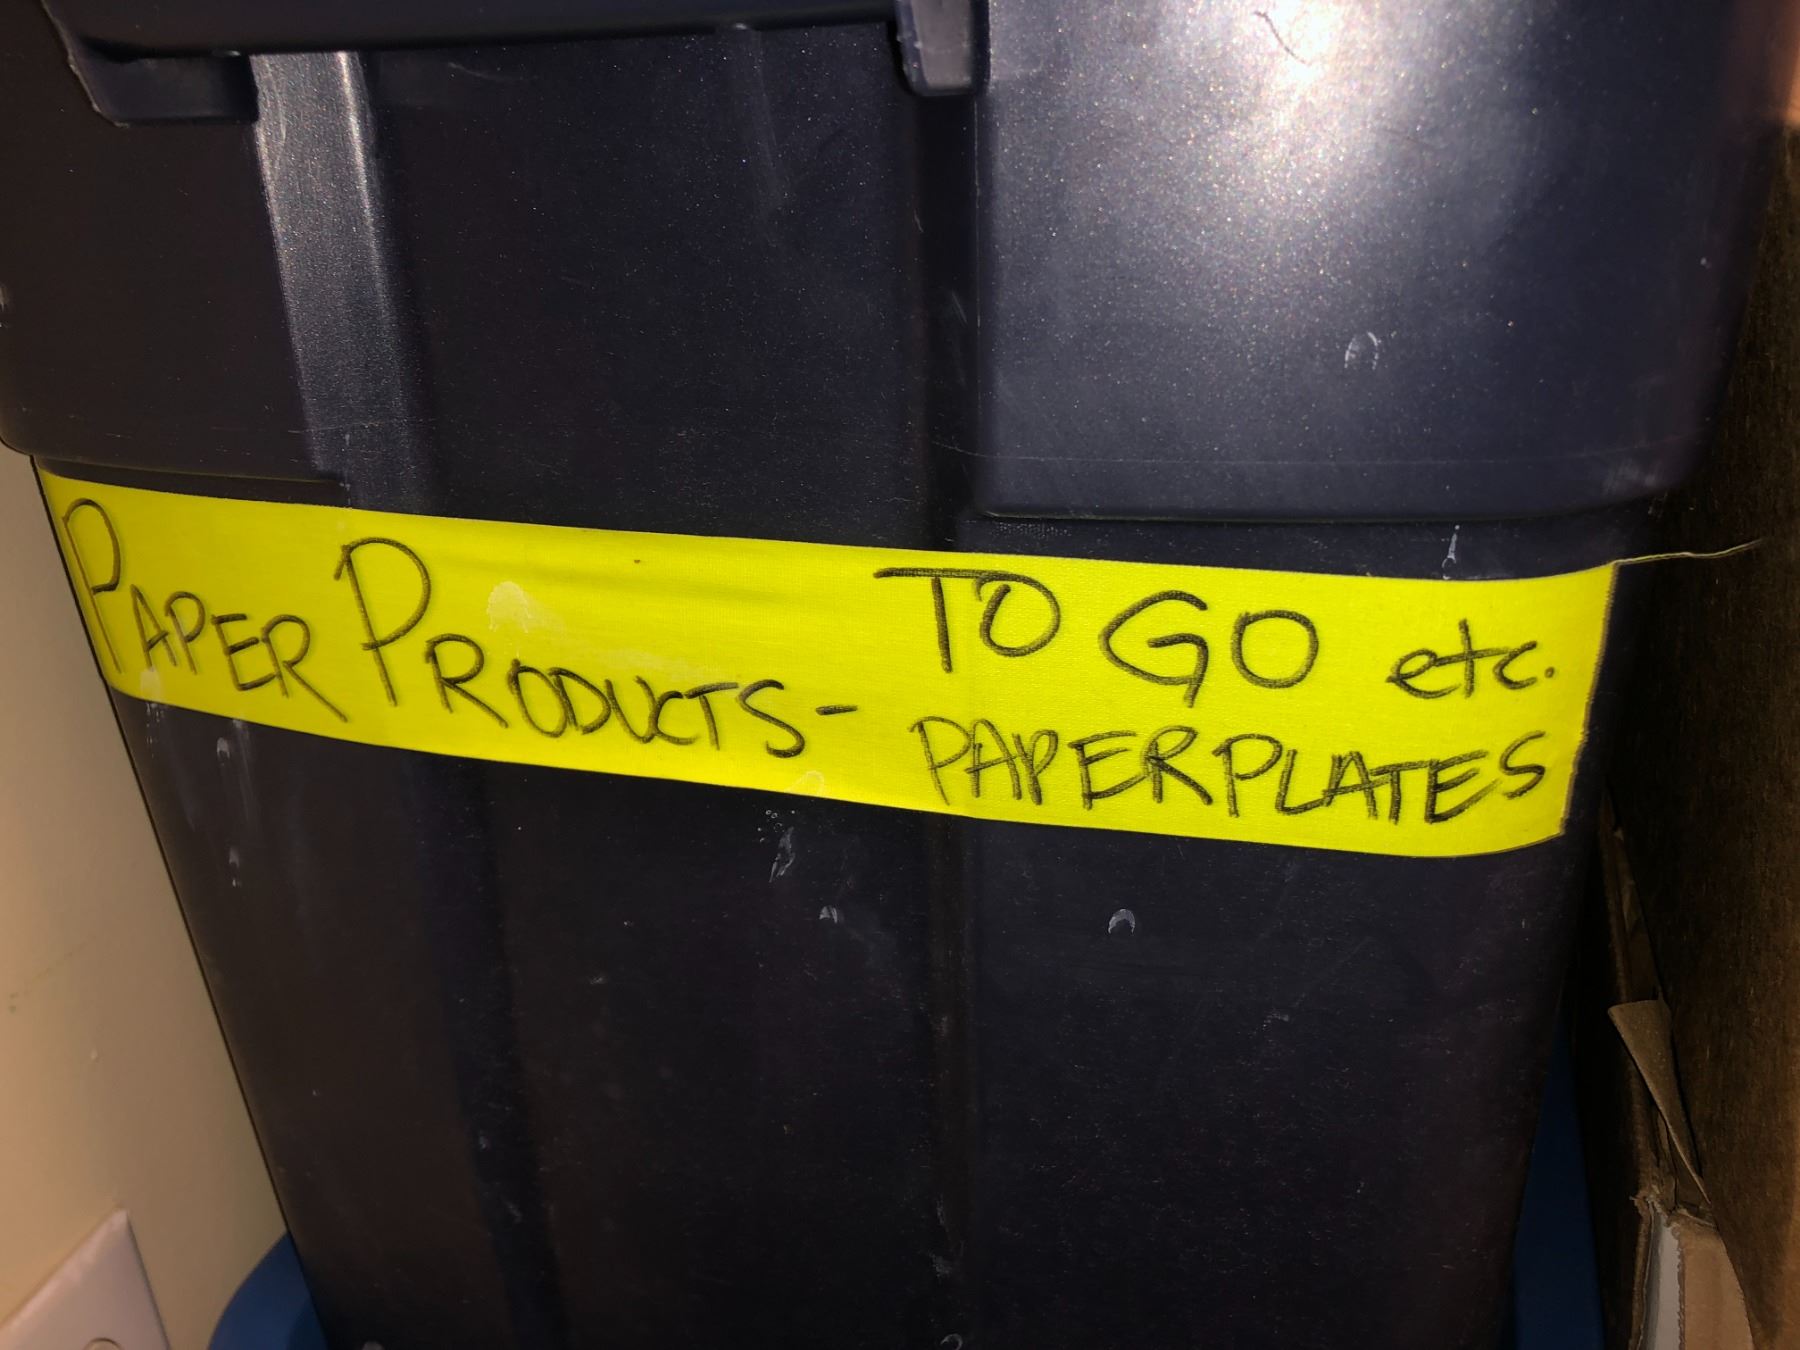 PAPER PRODUCTS- TO GO etc.
PAPERPLATES